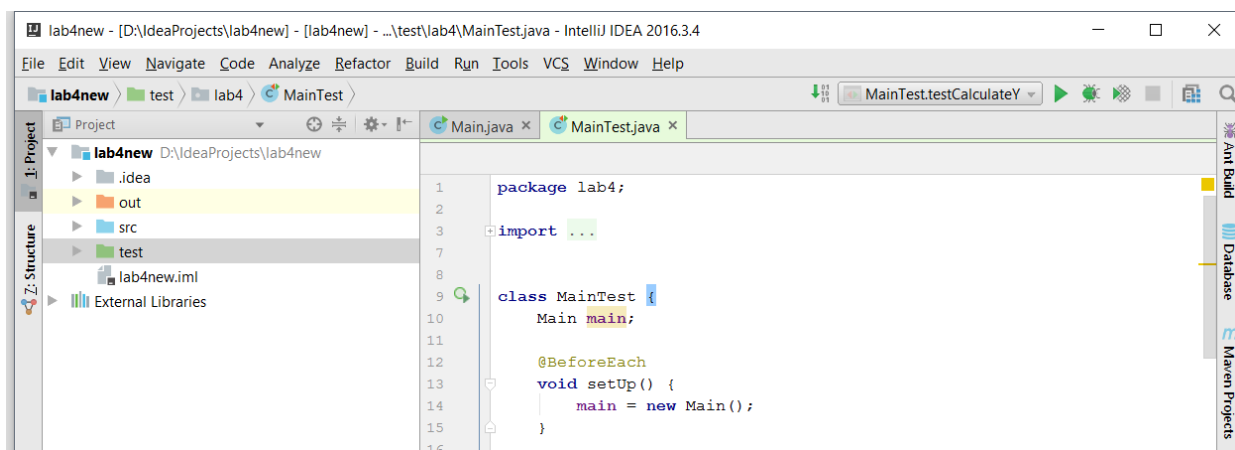 lab4new - [D:\IdeaProjects\lab4new] - [lab4new] - ...\test\lab4\MainTest.java - IntelliJ IDEA 2016.3.4
File Edit View Navigate Code Analyze Refactor Build Run Tools VCS Window Help
lab4new test lab4 MainTest MainTest.testCalculateY
1: Project
Z: Structure
Project
lab4new D:\IdeaProjects\lab4new
.idea
out
src
test
lab4new.iml
External Libraries
Main.java MainTest.java
1 package lab4;
2
3 import ...
7
8
9 class MainTest {
10 Main main;
11
12 @BeforeEach
13 void setUp() {
14 main = new Main();
15 }
16
Ant Build
Database
Maven Projects